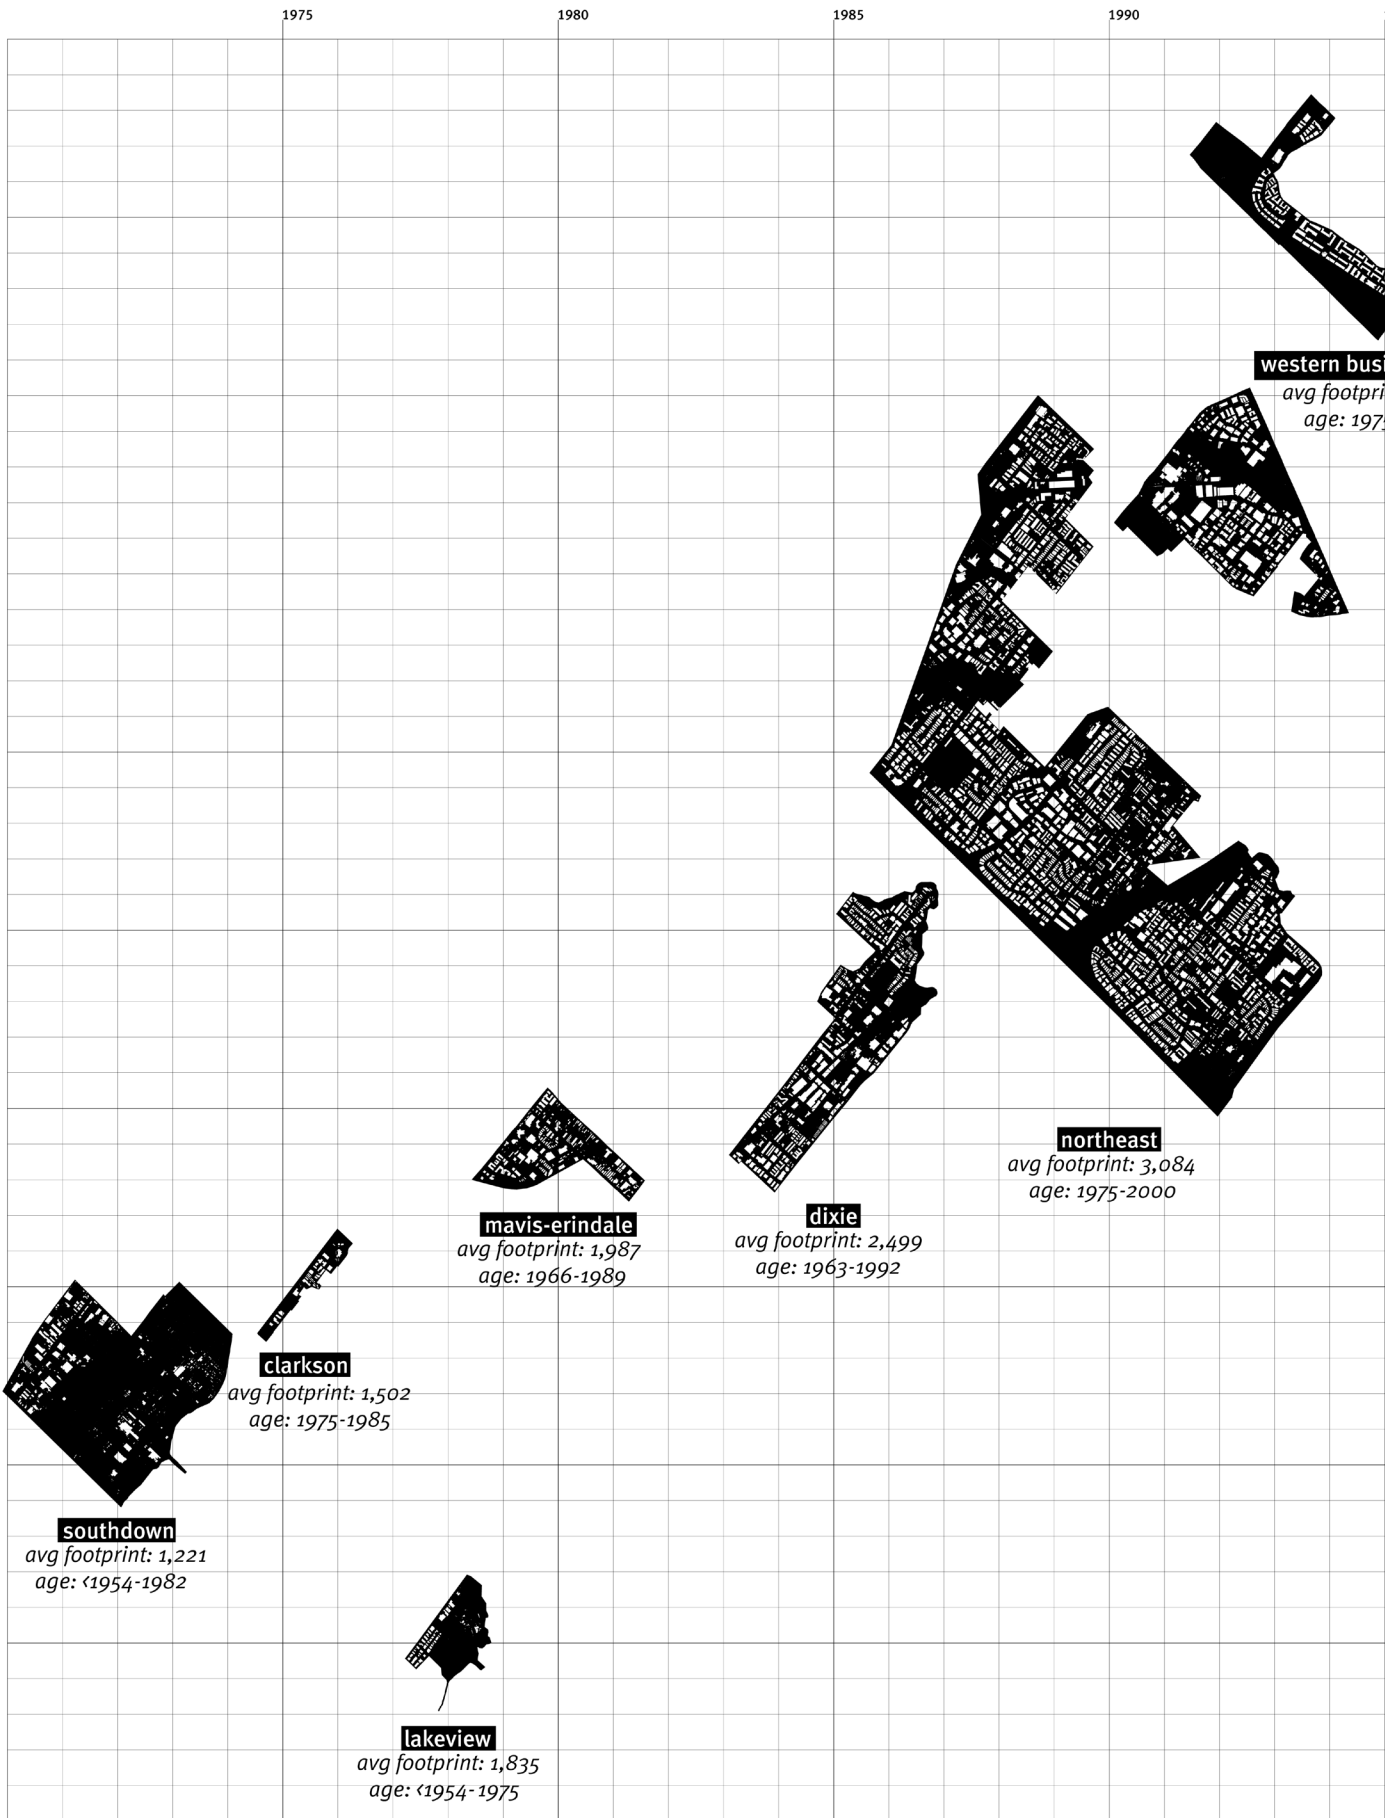 1975 1980 1985 1990
western busi
avg footpri
age: 1975
northeast
avg footprint: 3,084
age: 1975-2000
dixie
avg footprint: 2,499
age: 1963-1992
mavis-erindale
avg footprint: 1,987
age: 1966-1989
clarkson
avg footprint: 1,502
age: 1975-1985
southdown
avg footprint: 1,221
age: <1954-1982
lakeview
avg footprint: 1,835
age: <1954-1975